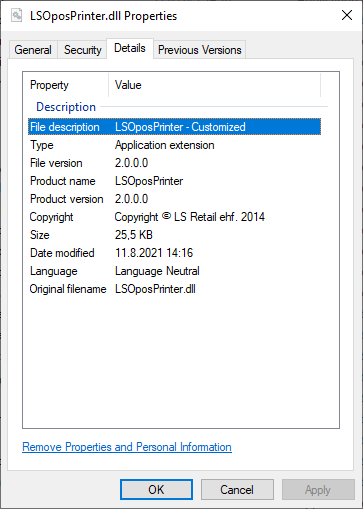 LSOposPrinter.dll Properties
General Security Details Previous Versions
Property Value
Description
File description LSOposPrinter - Customized
Type Application extension
File version 2.0.0.0
Product name LSOposPrinter
Product version 2.0.0.0
Copyright Copyright © LS Retail ehf. 2014
Size 25,5 KB
Date modified 11.8.2021 14:16
Language Language Neutral
Original filename LSOposPrinter.dll
Remove Properties and Personal Information
OK Cancel Apply